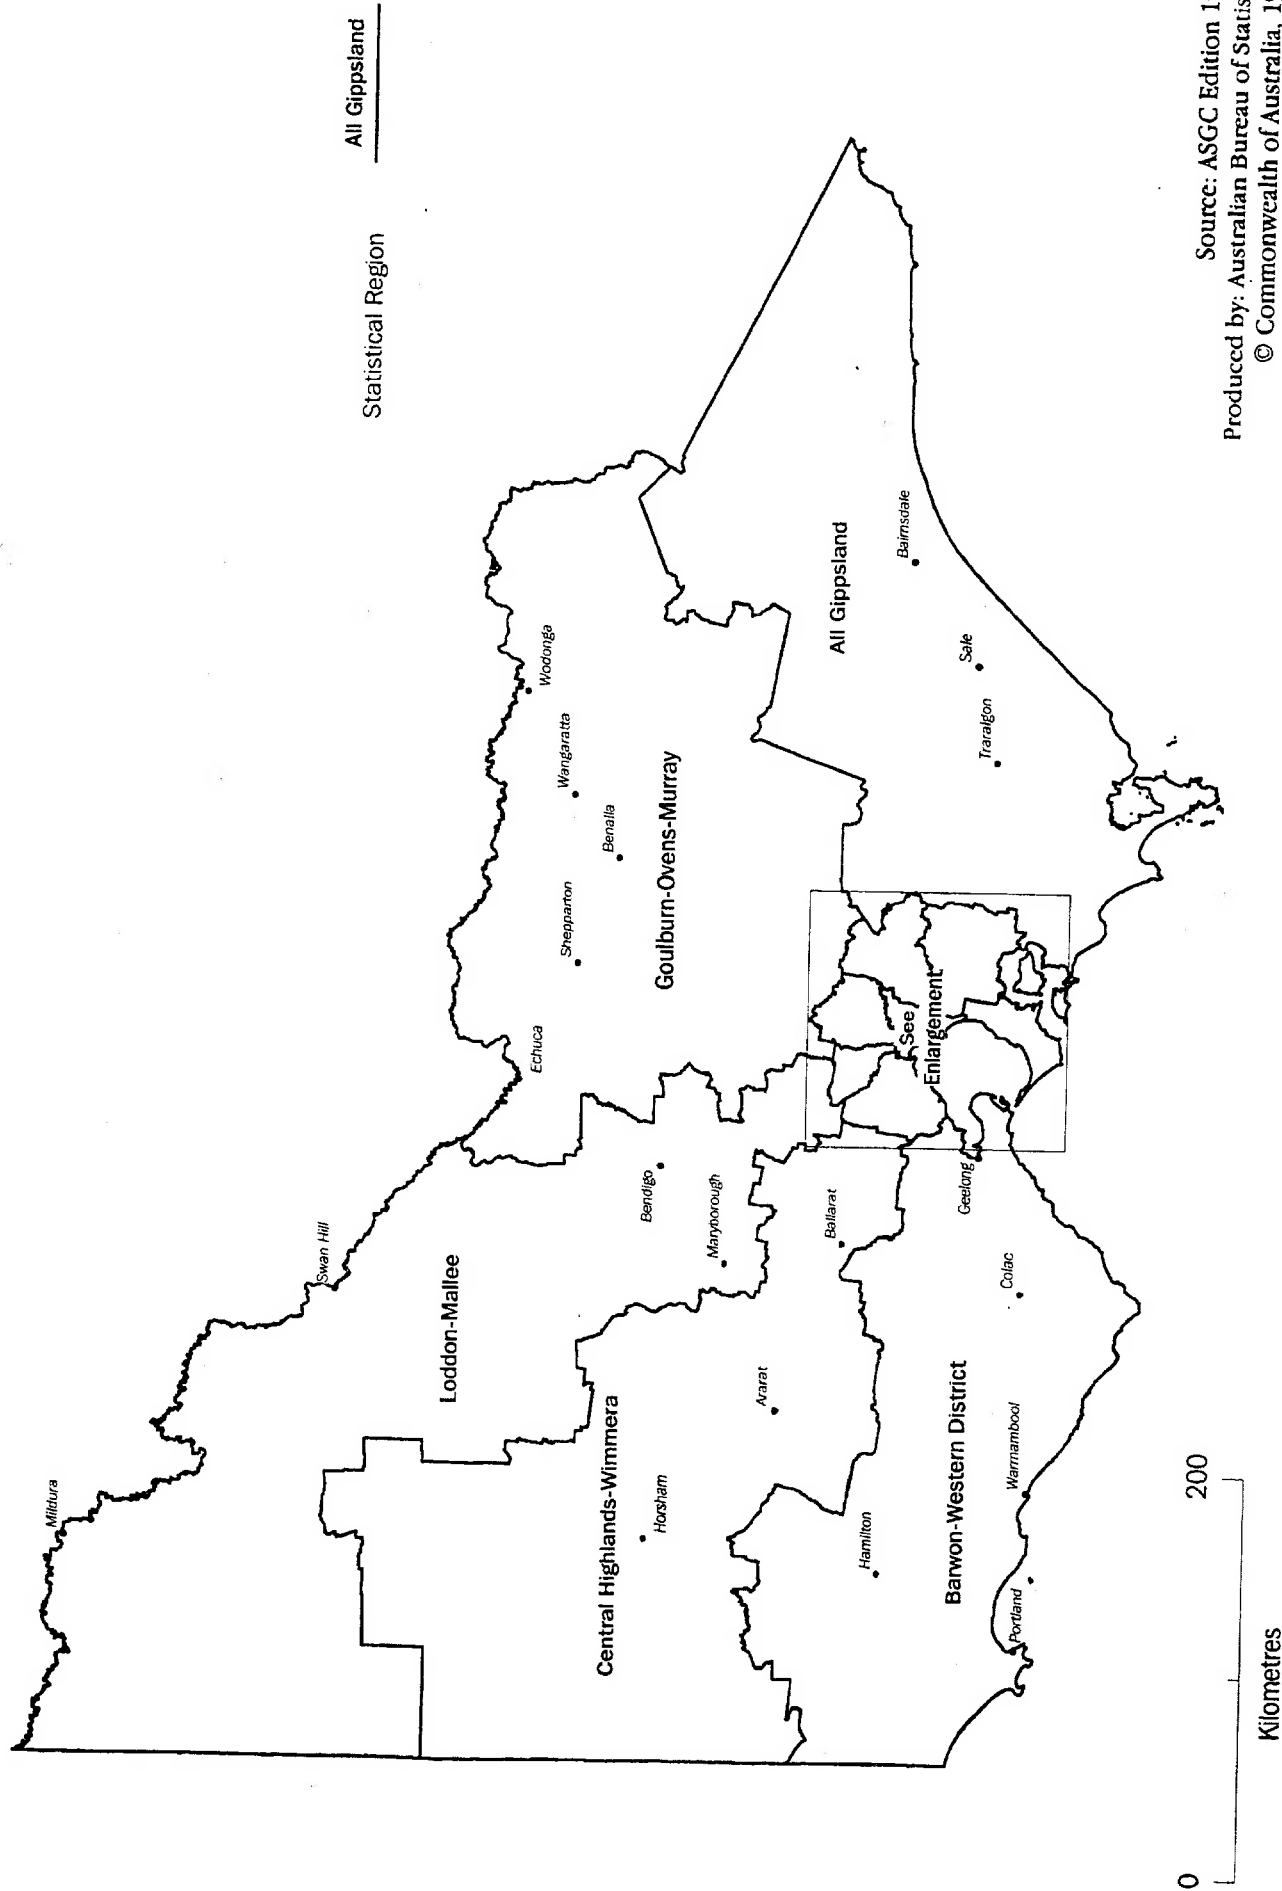 All Gippsland
Statistical Region
Mildura
Swan Hill
Loddon-Mallee
Echuca
Wodonga
Wangaratta
Shepparton
Benalla
Goulburn-Ovens-Murray
Bendigo
Maryborough
Central Highlands-Wimmera
Horsham
Ararat
Ballarat
All Gippsland
Bairnsdale
Sale
Traralgon
See
Enlargement
Geelong
Colac
Hamilton
Barwon-Western District
Warrnambool
Portland
0
200
Kilometres
Source: ASGC Edition 1
Produced by: Australian Bureau of Statis
© Commonwealth of Australia, 19